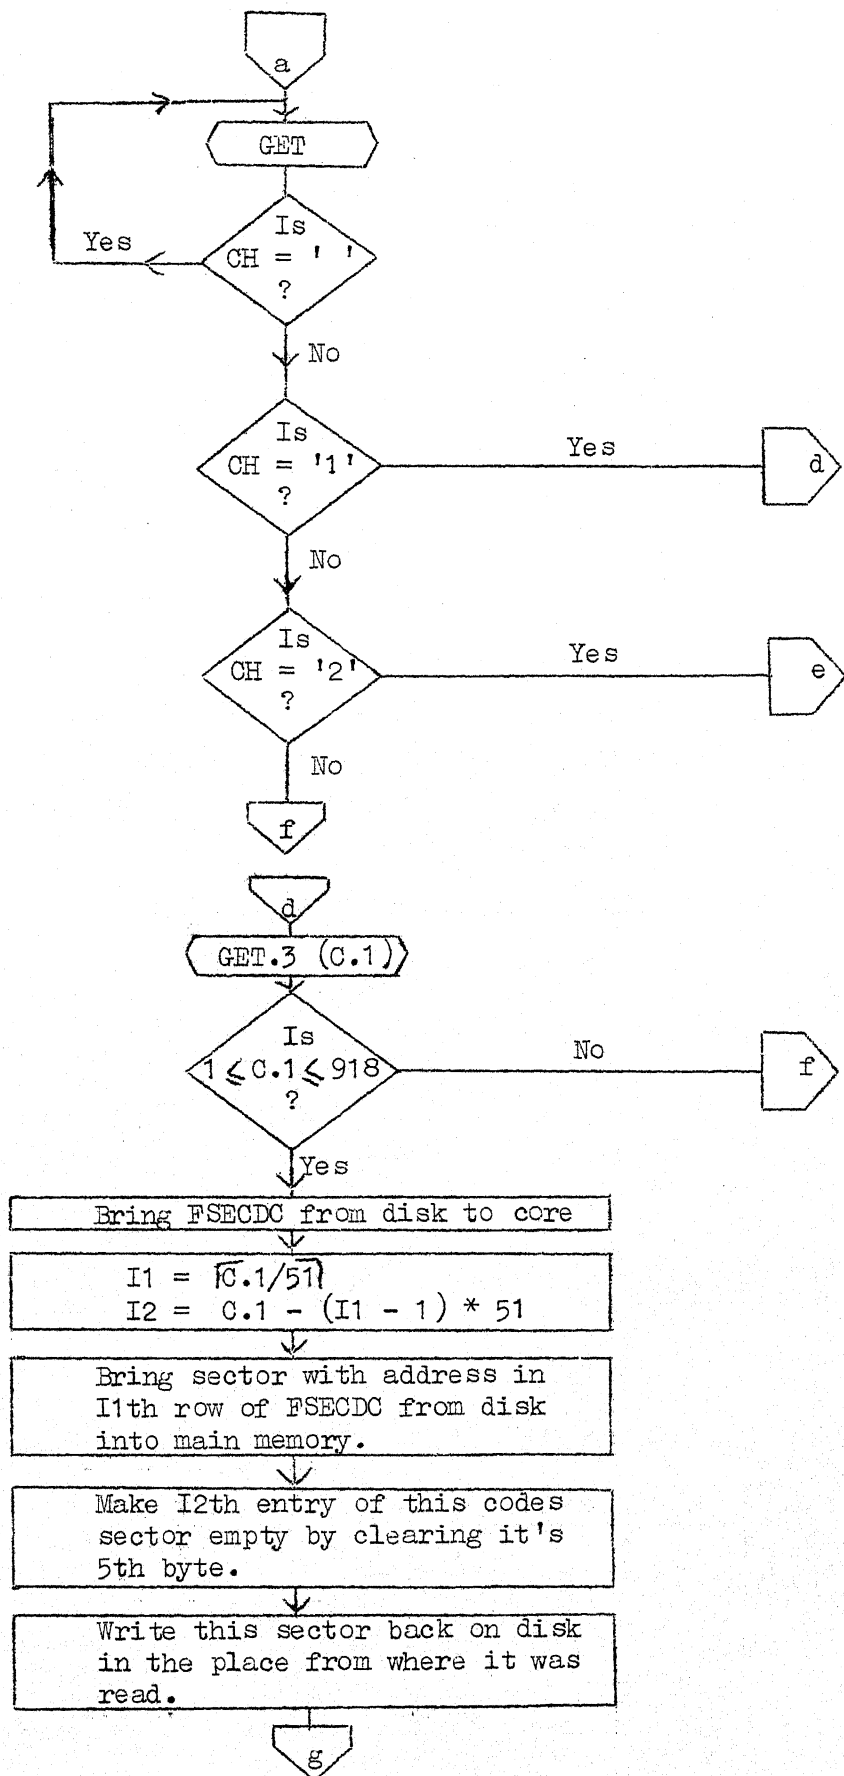 a
GET
Is
CH = ' '
?
Yes
No
Is
CH = '1'
?
Yes
d
No
Is
CH = '2'
?
Yes
e
No
f
d
GET.3 (C.1)
Is
1 ≤ C.1 ≤ 918
?
No
f
Yes
Bring FSECDC from disk to core
I1 = ⌈C.1/51⌉
I2 = C.1 - (I1 - 1) * 51
Bring sector with address in
I1th row of FSECDC from disk
into main memory.
Make I2th entry of this codes
sector empty by clearing it's
5th byte.
Write this sector back on disk
in the place from where it was
read.
g